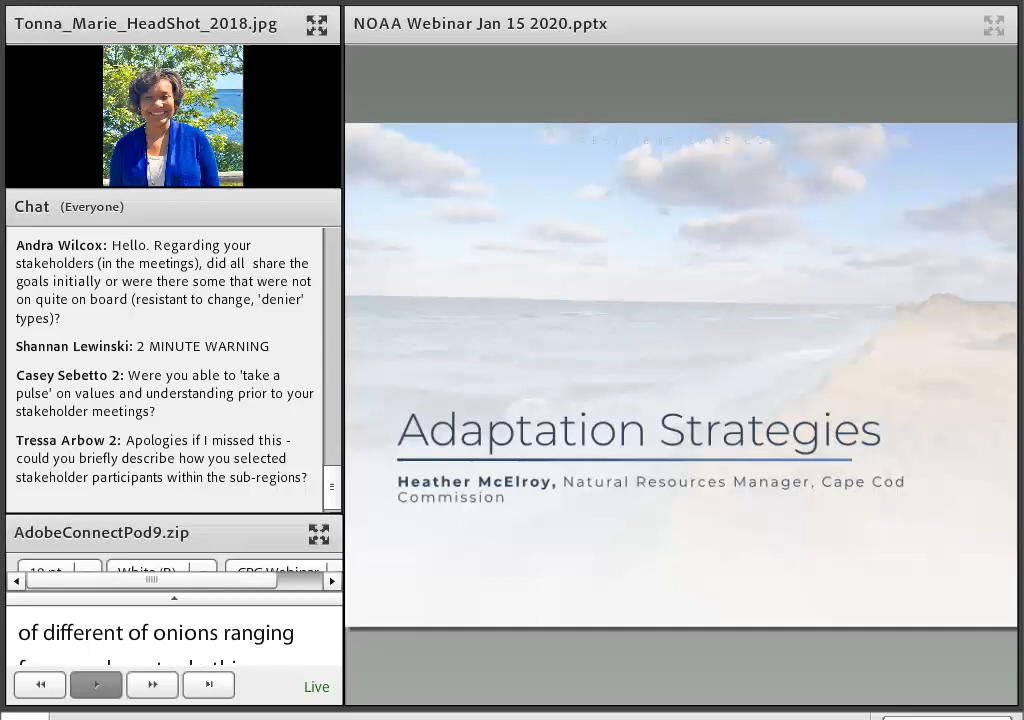 Tonna_Marie_HeadShot_2018.jpg
NOAA Webinar Jan 15 2020.pptx
Chat (Everyone)
Andra Wilcox: Hello. Regarding your
stakeholders (in the meetings), did all share the
goals initially or were there some that were not
on quite on board (resistant to change, 'denier'
types)?
Shannan Lewinski: 2 MINUTE WARNING
Casey Sebetto 2: Were you able to 'take a
pulse' on values and understanding prior to your
stakeholder meetings?
Tressa Arbow 2: Apologies if I missed this -
could you briefly describe how you selected
stakeholder participants within the sub-regions?
AdobeConnectPod9.zip
of different of onions ranging
Live
Adaptation Strategies
Heather McElroy, Natural Resources Manager, Cape Cod
Commission